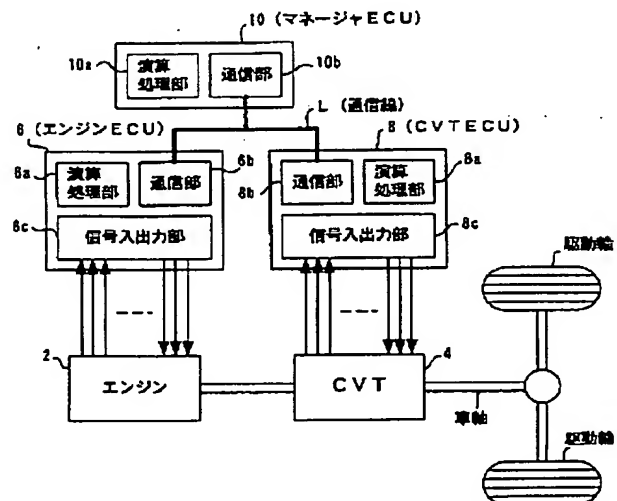 10 (マネージャECU)
10a
演算
処理部
通信部
10b
L (通信線)
6 (エンジンECU)
8 (CVTECU)
6a
演算
処理部
通信部
6b
8b
通信部
演算
処理部
8a
6c
信号入出力部
信号入出力部
8c
駆動輪
2
エンジン
4
CVT
車軸
駆動輪